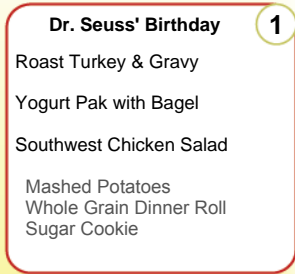 Dr. Seuss' Birthday
1
Roast Turkey & Gravy
Yogurt Pak with Bagel
Southwest Chicken Salad
Mashed Potatoes
Whole Grain Dinner Roll
Sugar Cookie